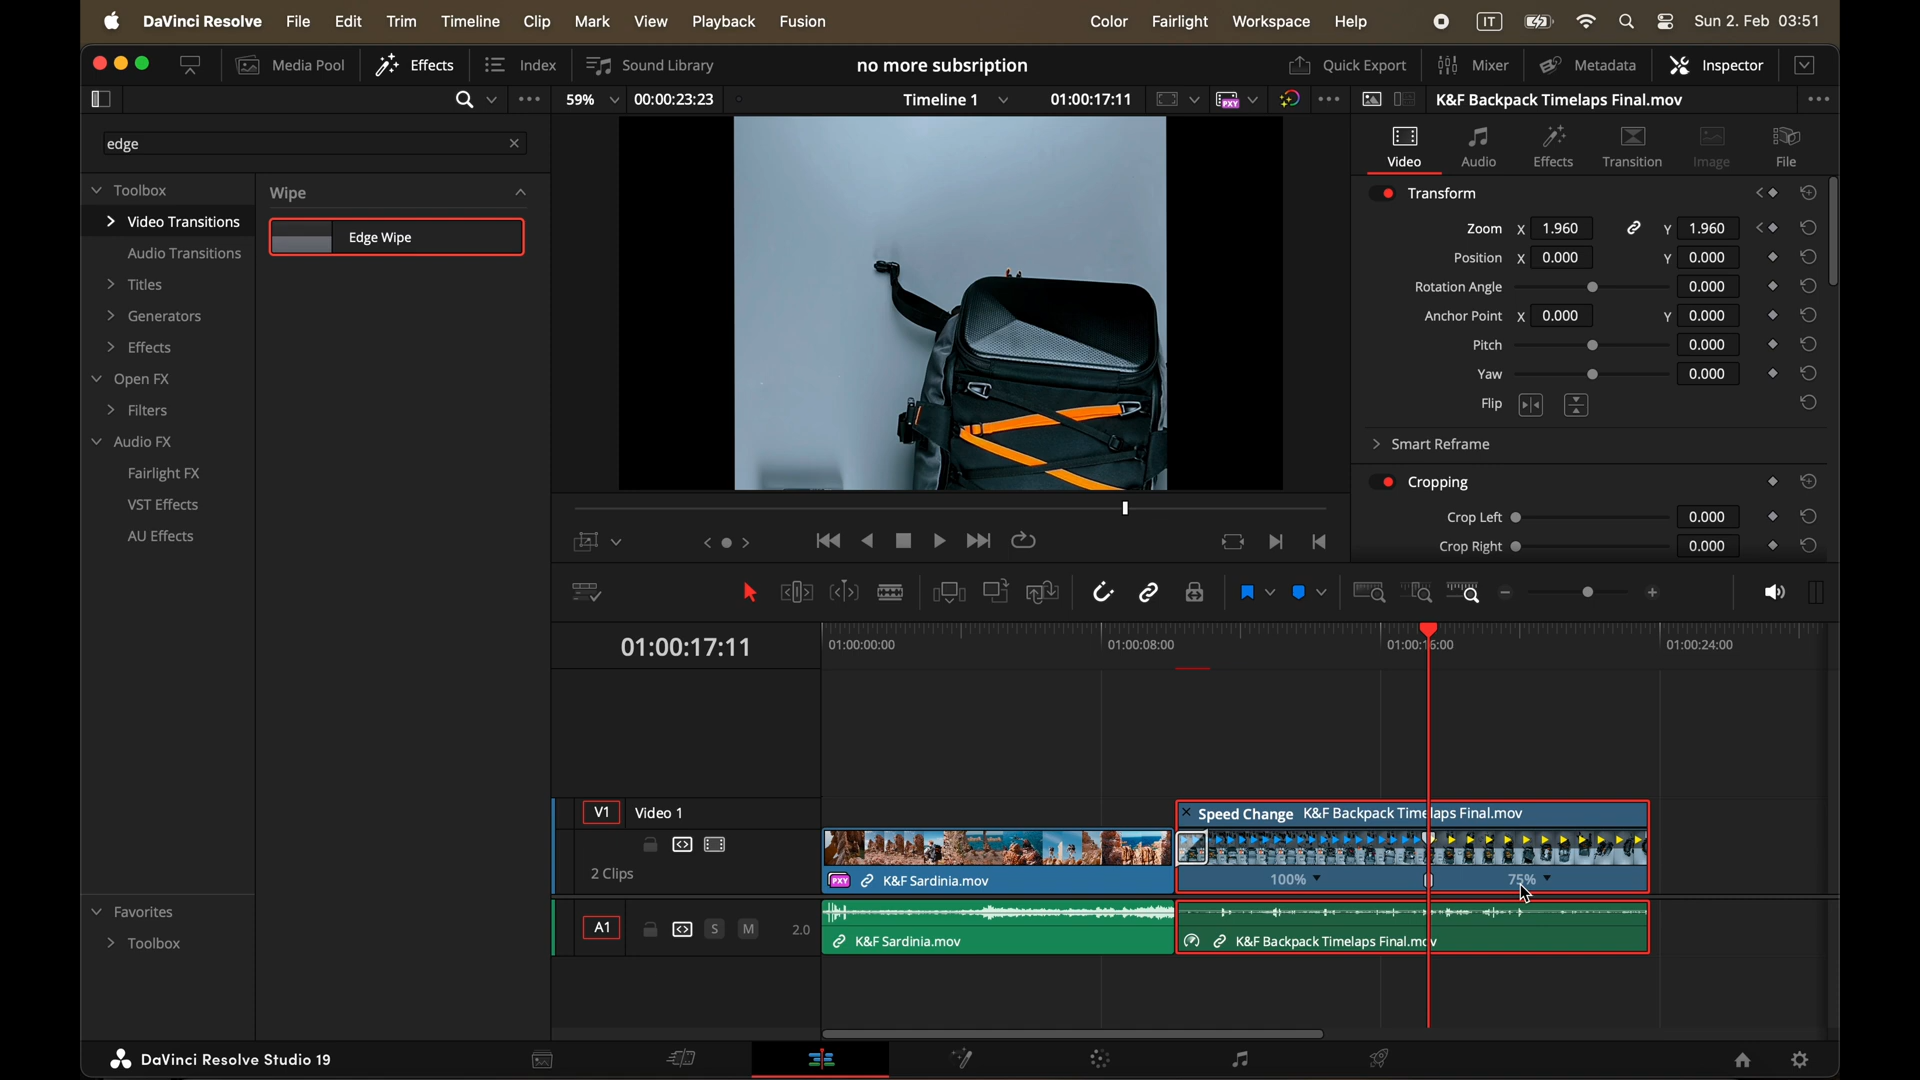 DaVinci Resolve File Edit Trim Timeline Clip Mark View Playback Fusion Color Fairlight Workspace Help IT Sun 2. Feb 03:51
Media Pool Effects Index Sound Library no more subsription Quick Export Mixer Metadata Inspector
59% 00:00:23:23 Timeline 1 01:00:17:11 PXY K&F Backpack Timelaps Final.mov
edge
Video Audio Effects Transition Image File
Toolbox
Wipe
Video Transitions
Edge Wipe
Audio Transitions
Titles
Generators
Effects
Open FX
Filters
Audio FX
Fairlight FX
VST Effects
AU Effects
Favorites
Toolbox
Transform
Zoom X 1.960 Y 1.960
Position X 0.000 Y 0.000
Rotation Angle 0.000
Anchor Point X 0.000 Y 0.000
Pitch 0.000
Yaw 0.000
Flip
Smart Reframe
Cropping
Crop Left 0.000
Crop Right 0.000
01:00:17:11 01:00:00:00 01:00:08:00 01:00:16:00 01:00:24:00
V1 Video 1
Speed Change K&F Backpack Timelaps Final.mov
2 Clips
PXY K&F Sardinia.mov
100% 75%
A1 S M 2.0
K&F Sardinia.mov
K&F Backpack Timelaps Final.mov
DaVinci Resolve Studio 19